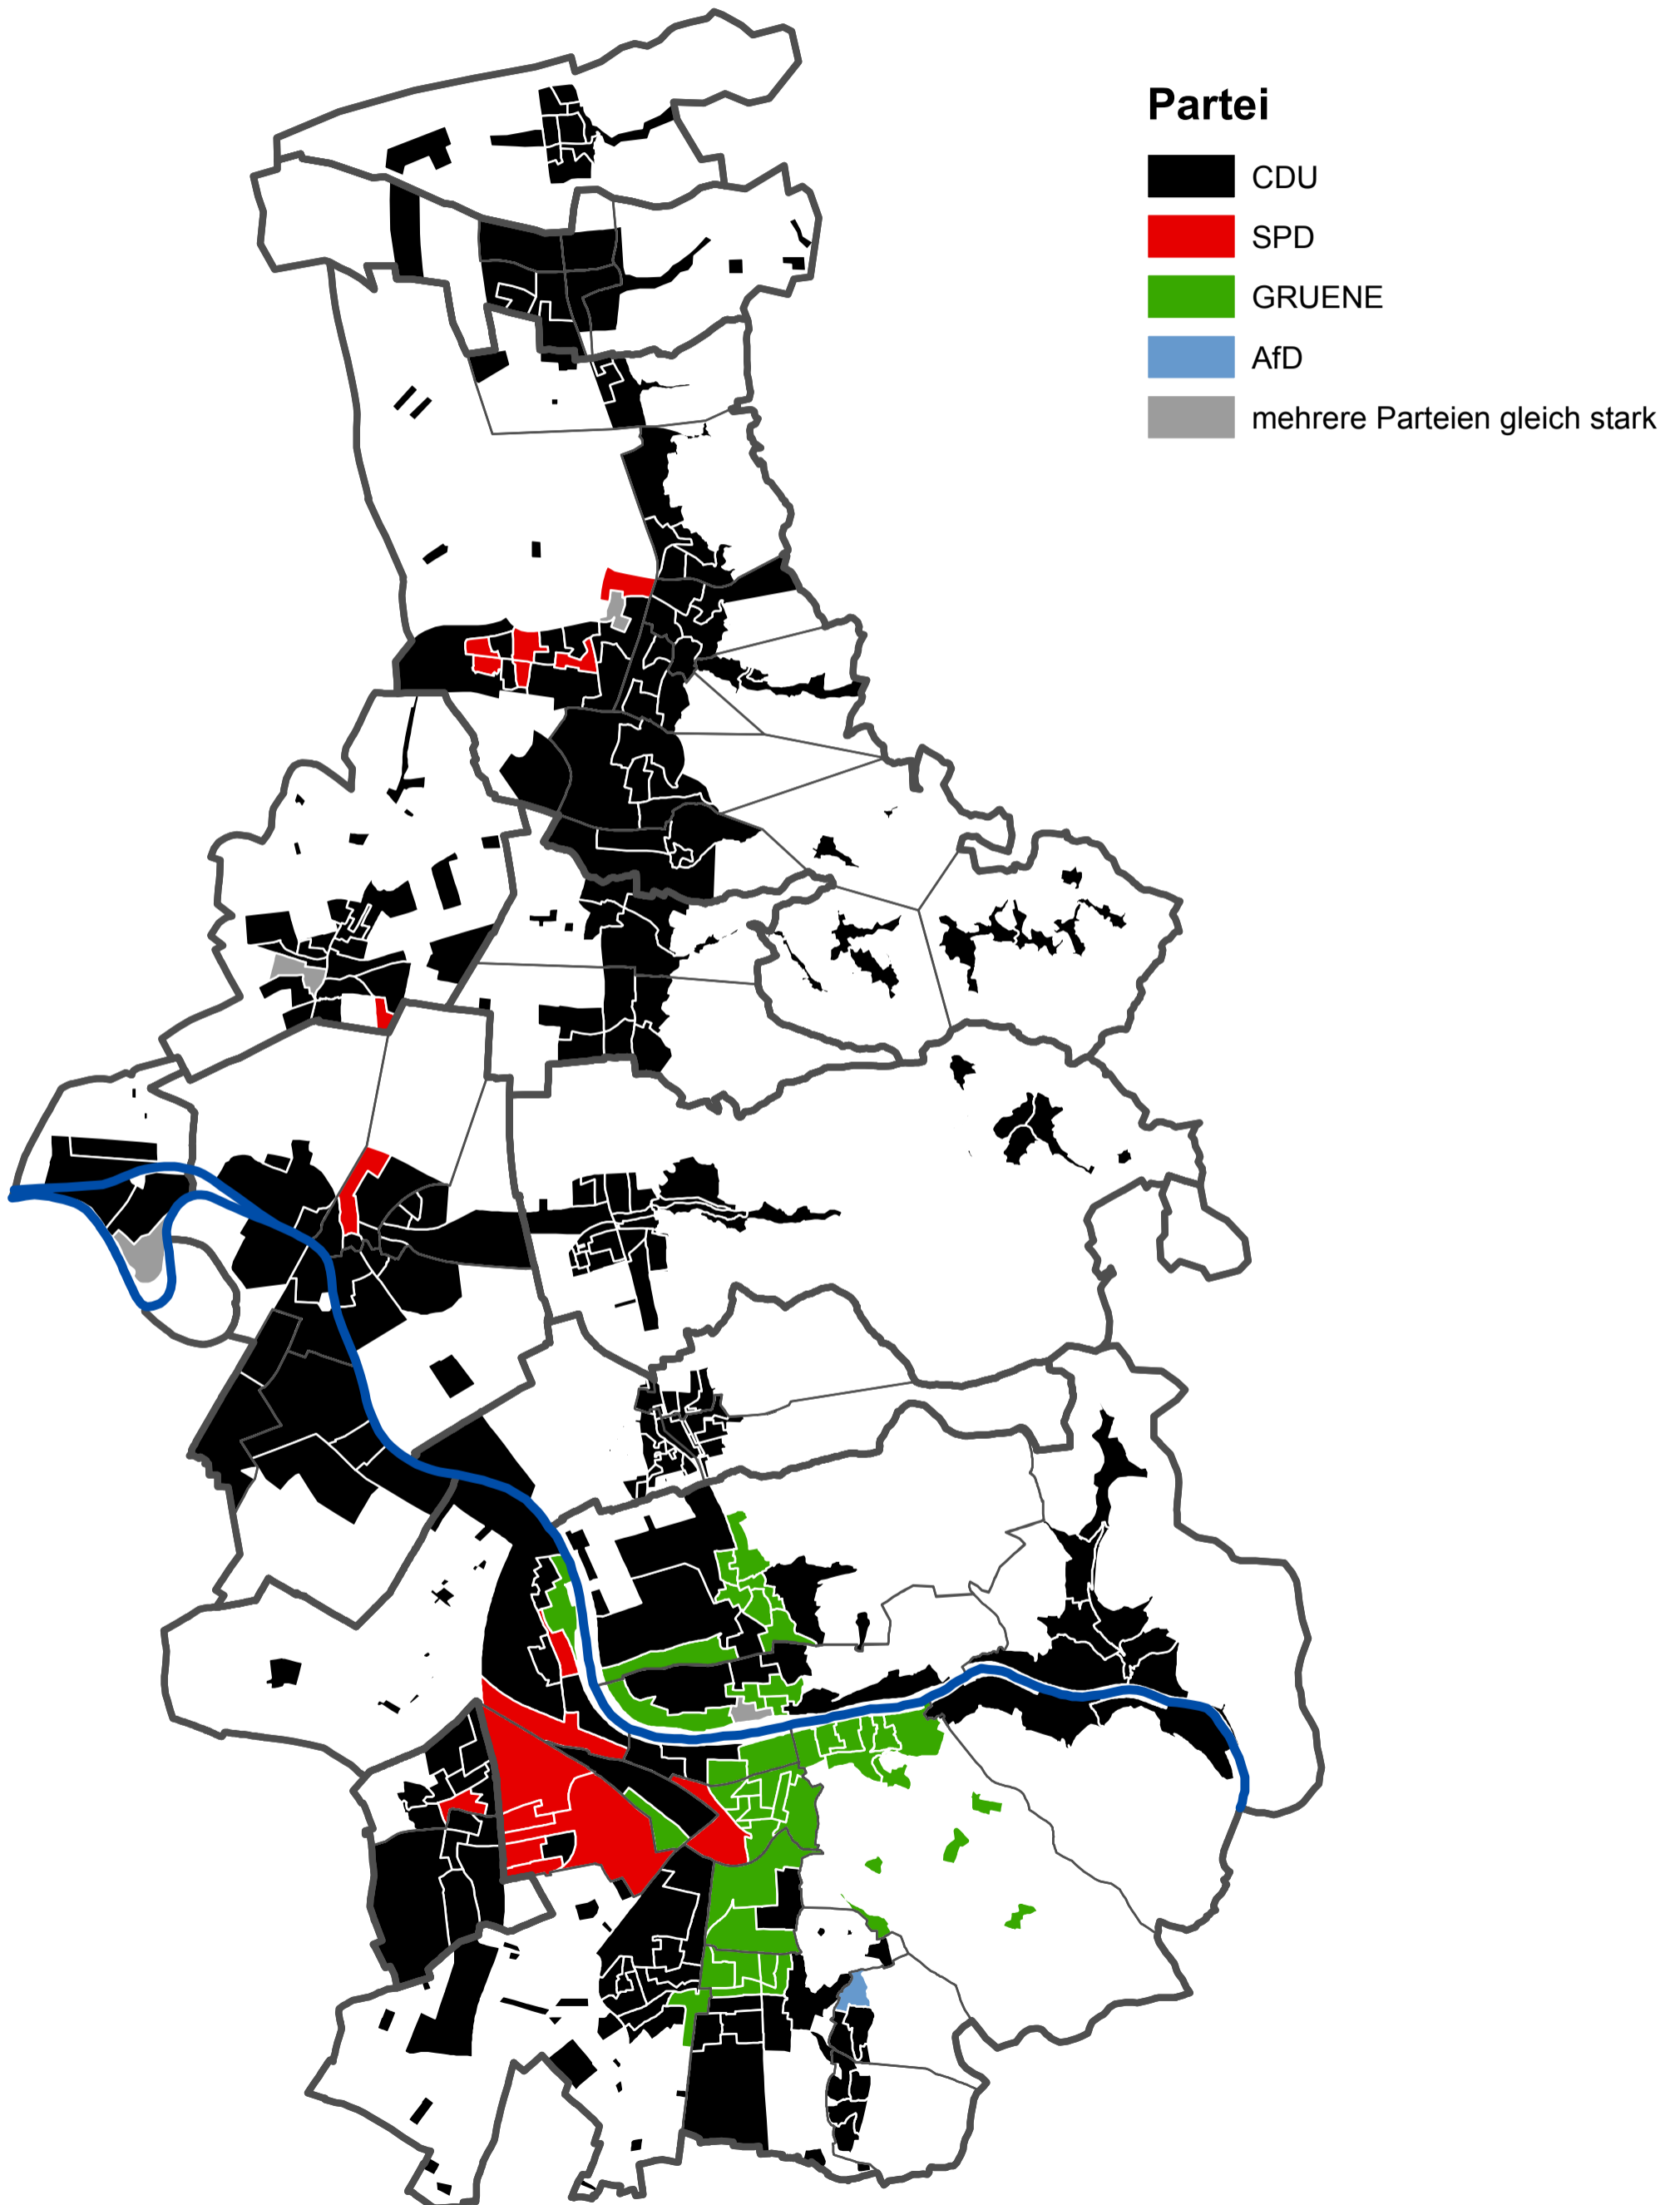 Partei
CDU
SPD
GRUENE
AfD
mehrere Parteien gleich stark